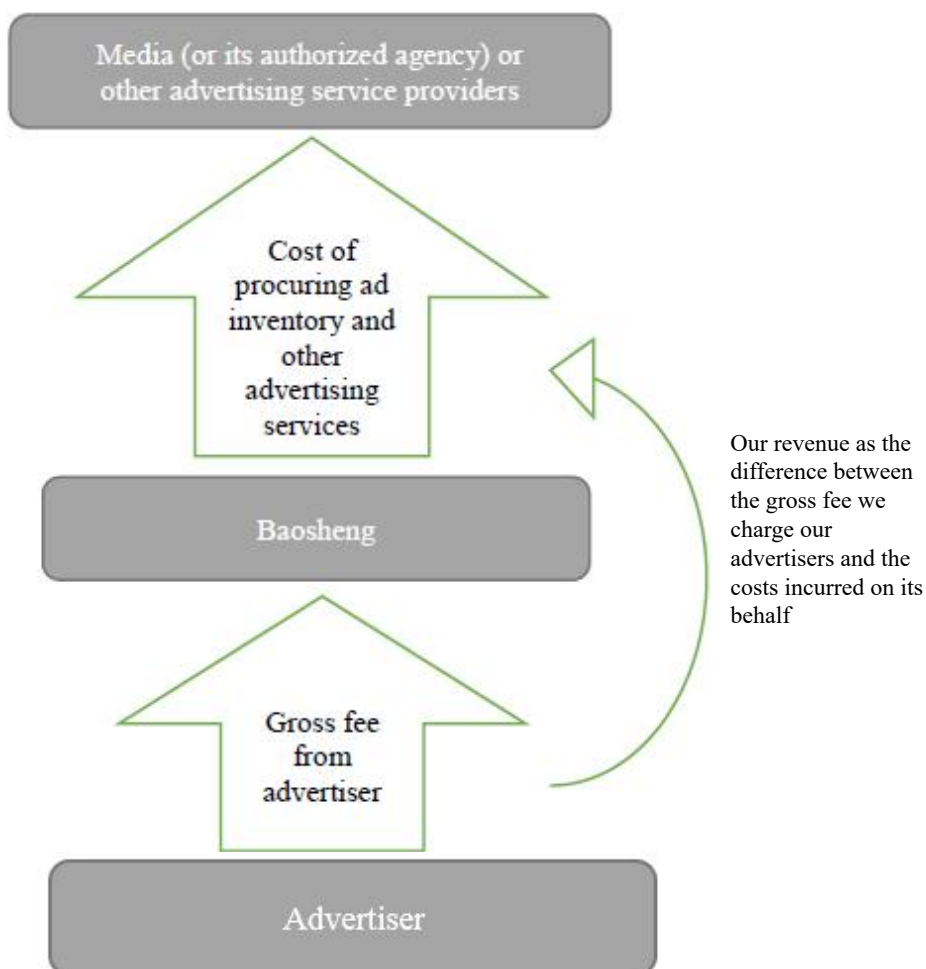 Media (or its authorized agency) or
other advertising service providers
Cost of
procuring ad
inventory and
other
advertising
services
Our revenue as the
difference between
the gross fee we
charge our
advertisers and the
costs incurred on its
behalf
Baosheng
Gross fee
from
advertiser
Advertiser